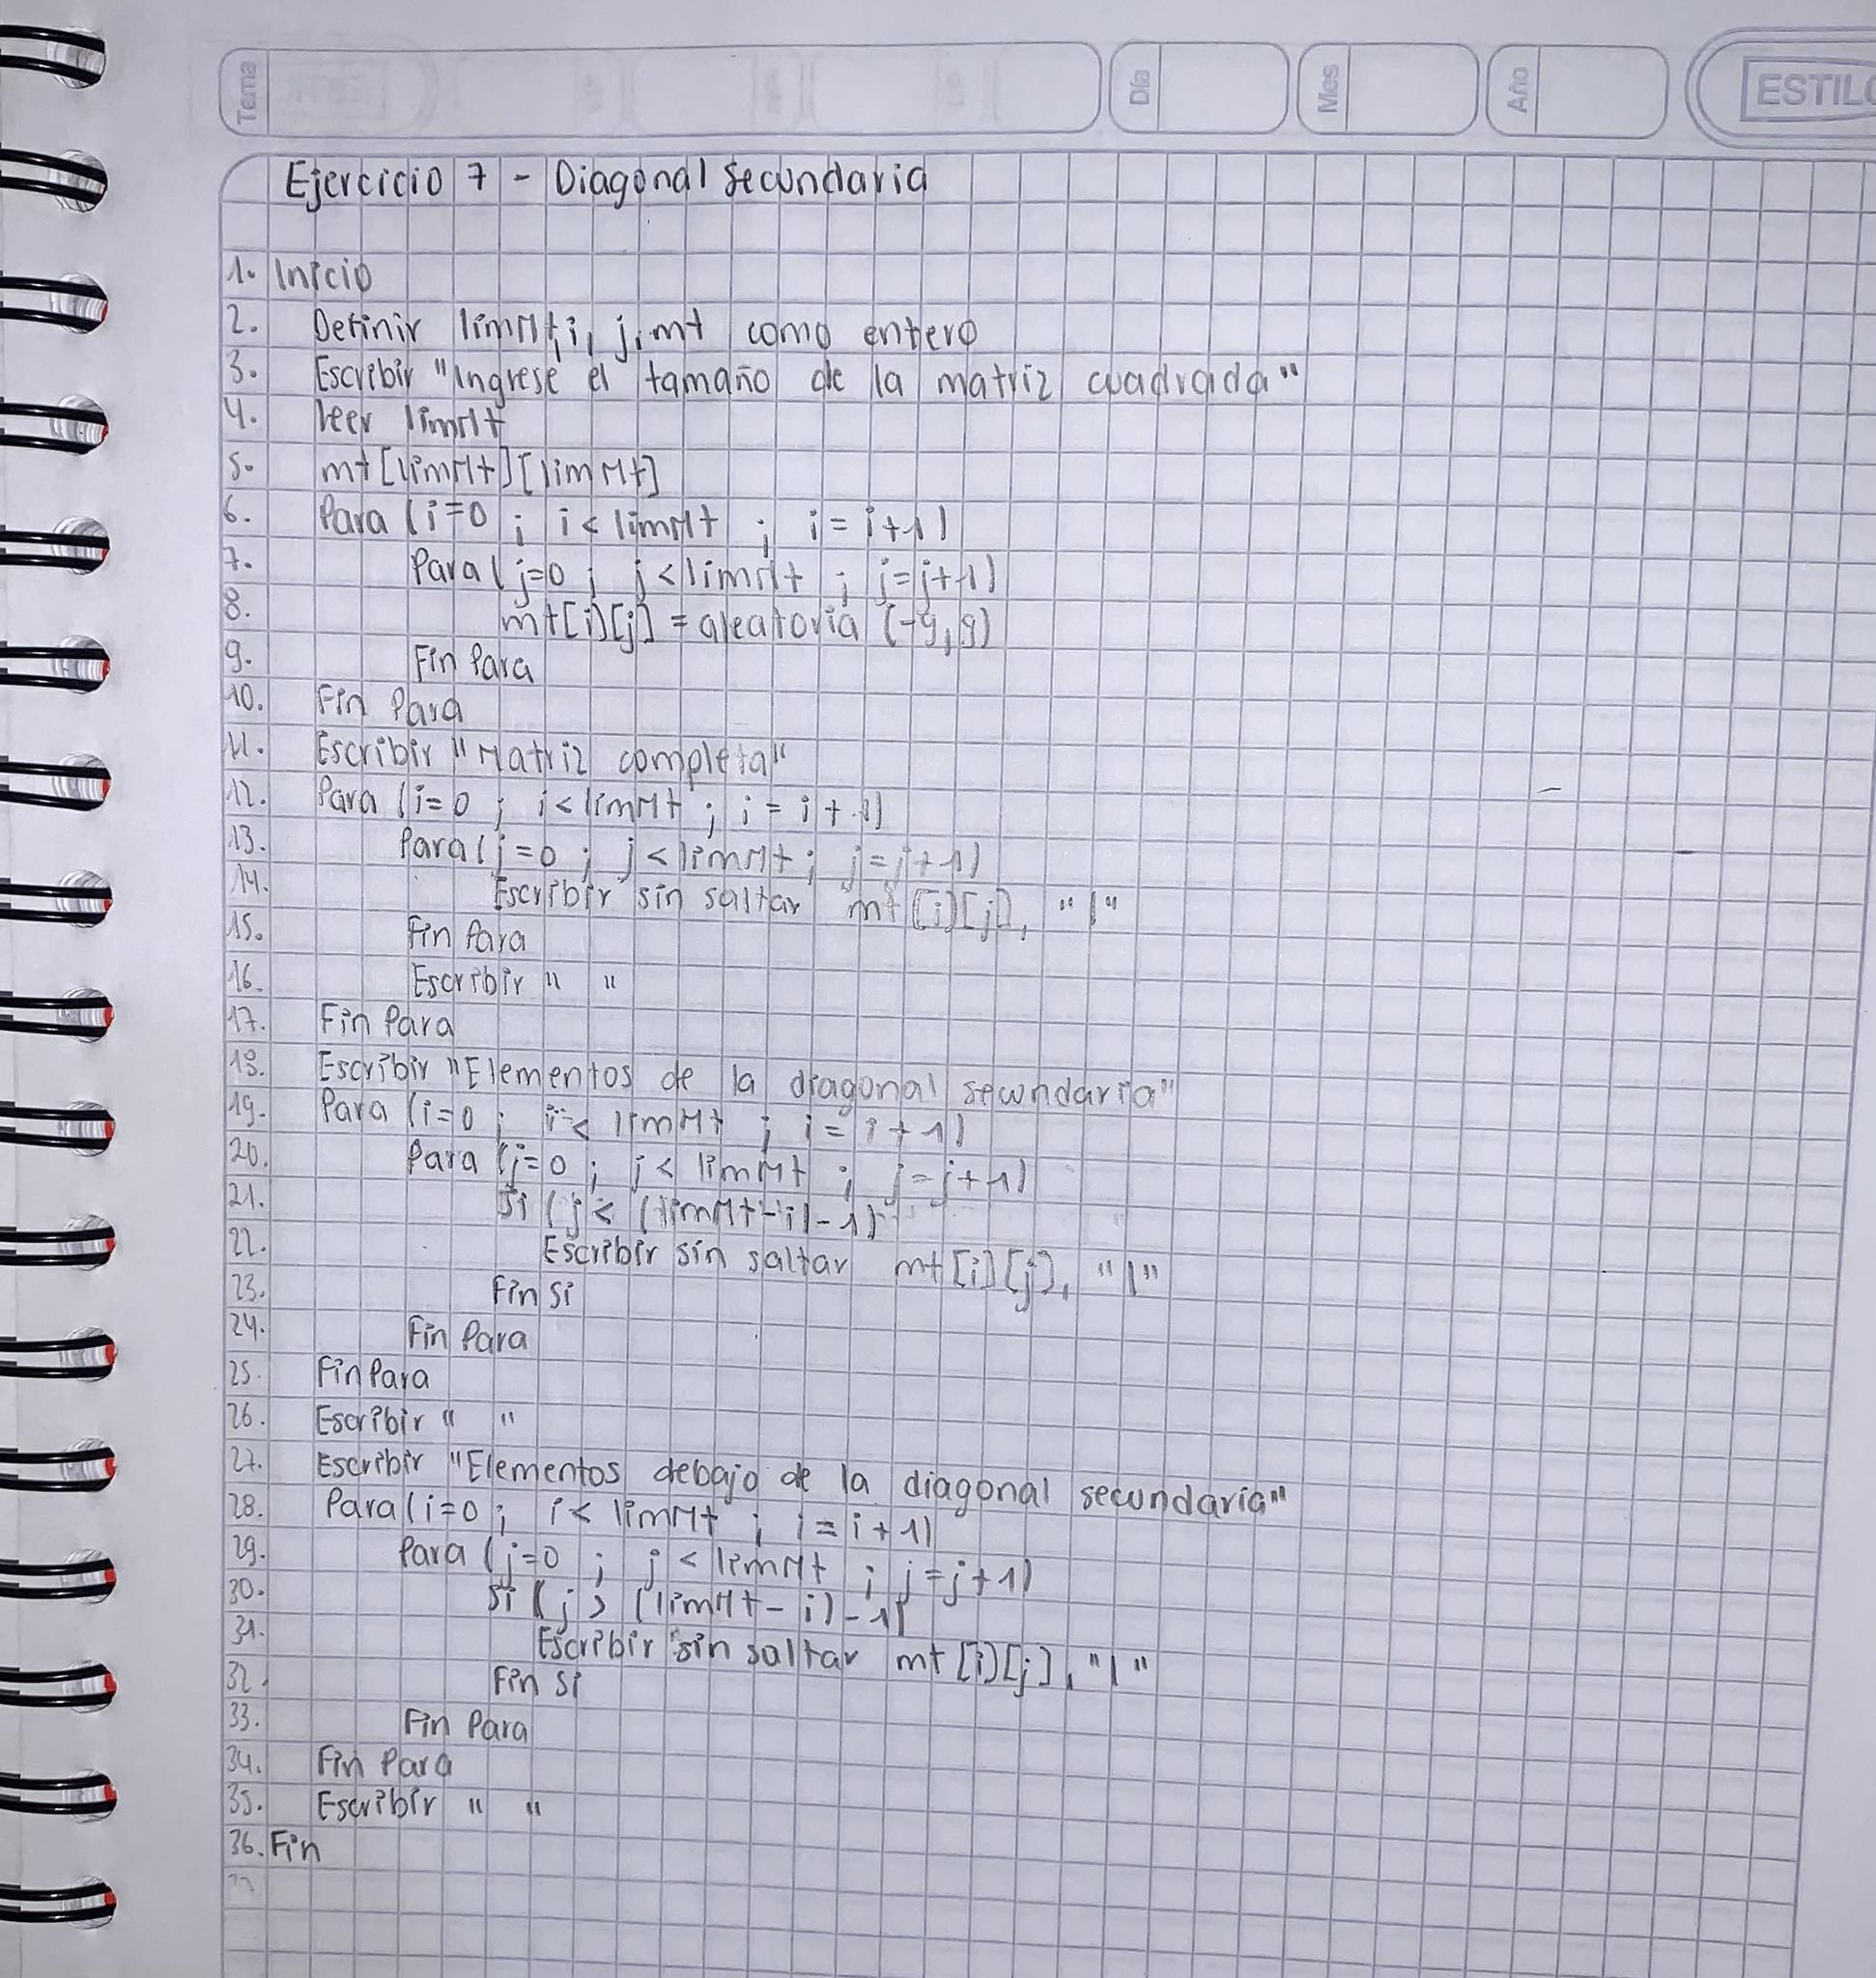 Tema
Día
Mes
Año
Ejercicio 7 - Diagonal secundaria
1. Inicio
2. Definir limMt, i, j, mt como entero
3. Escribir "Ingrese el tamaño de la matriz cuadrada"
4. leer limMt
5. mt[limMt][limMt]
6. Para (i=0 ; i < limMt ; i = i+1)
7. Para (j=0 ; j < limMt ; j=j+1)
8. mt[i][j] = aleatoria (-9,9)
9. Fin Para
10. Fin Para
11. Escribir "Matriz completa"
12. Para (i=0 ; i < limMt ; i = i + 1)
13. Para (j=0 ; j < limMt ; j=j+1)
14. Escribir sin saltar mt[i][j], "|"
15. Fin Para
16. Escribir " "
17. Fin Para
18. Escribir "Elementos de la diagonal secundaria"
19. Para (i=0 ; i < limMt ; i = i + 1)
20. Para (j=0 ; j < limMt ; j=j+1)
21. Si (j < (limMt-i)-1)
22. Escribir sin saltar mt[i][j], "|"
23. Fin Si
24. Fin Para
25. Fin Para
26. Escribir " "
27. Escribir "Elementos debajo de la diagonal secundaria"
28. Para (i=0 ; i < limMt ; i = i+1)
29. Para (j=0 ; j < limMt ; j=j+1)
30. Si (j > (limMt-i)-1)
31. Escribir sin saltar mt[i][j], "|"
32. Fin Si
33. Fin Para
34. Fin Para
35. Escribir " "
36. Fin